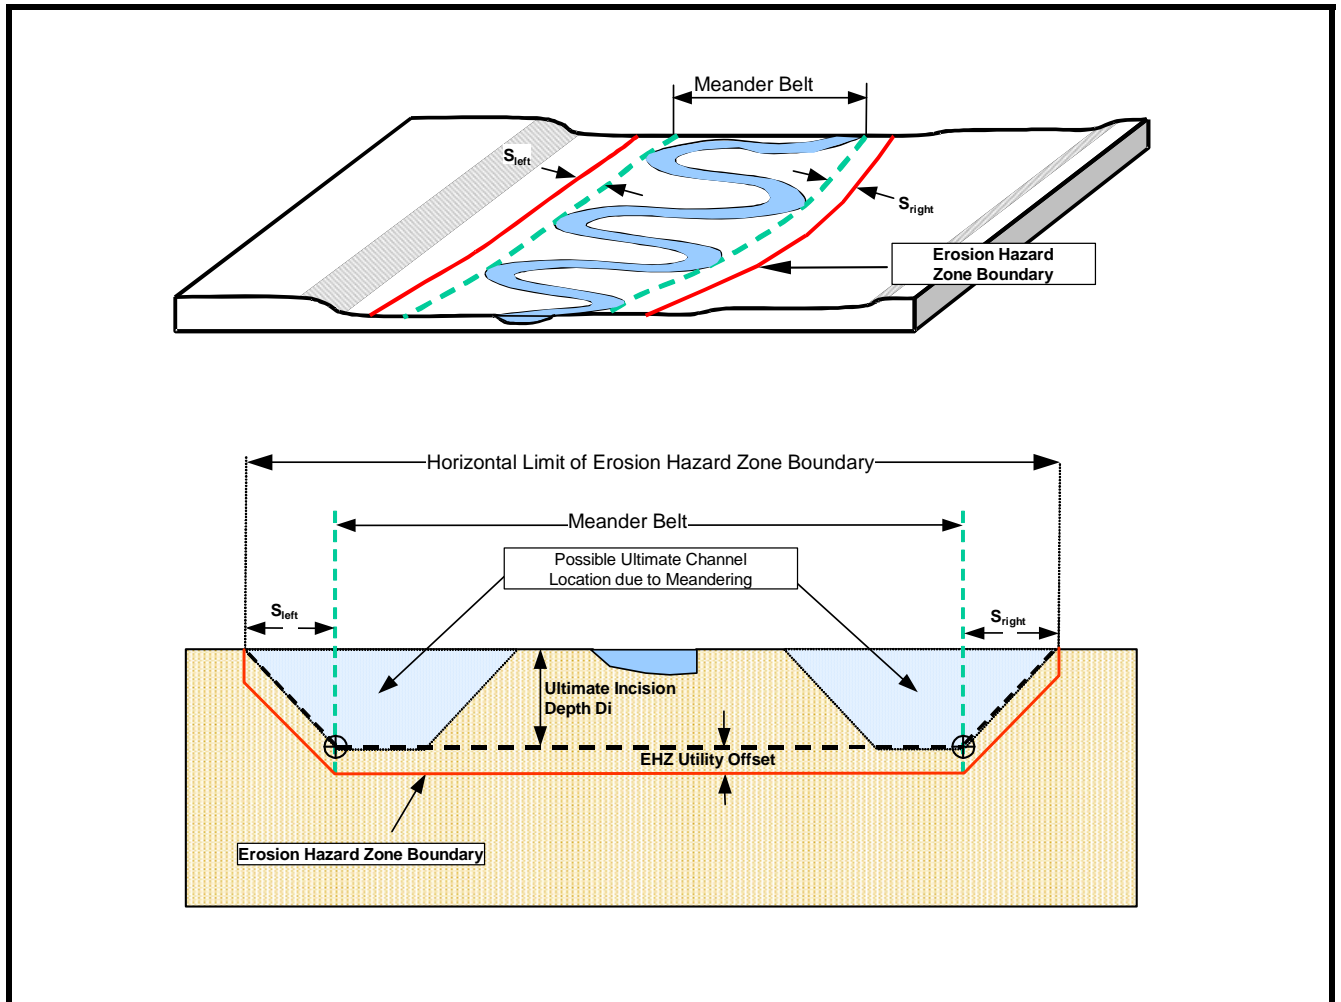 Meander Belt
Sleft
Sright
Erosion Hazard
Zone Boundary
Horizontal Limit of Erosion Hazard Zone Boundary
Meander Belt
Possible Ultimate Channel
Location due to Meandering
Sleft
Sright
Ultimate Incision
Depth Di
EHZ Utility Offset
Erosion Hazard Zone Boundary